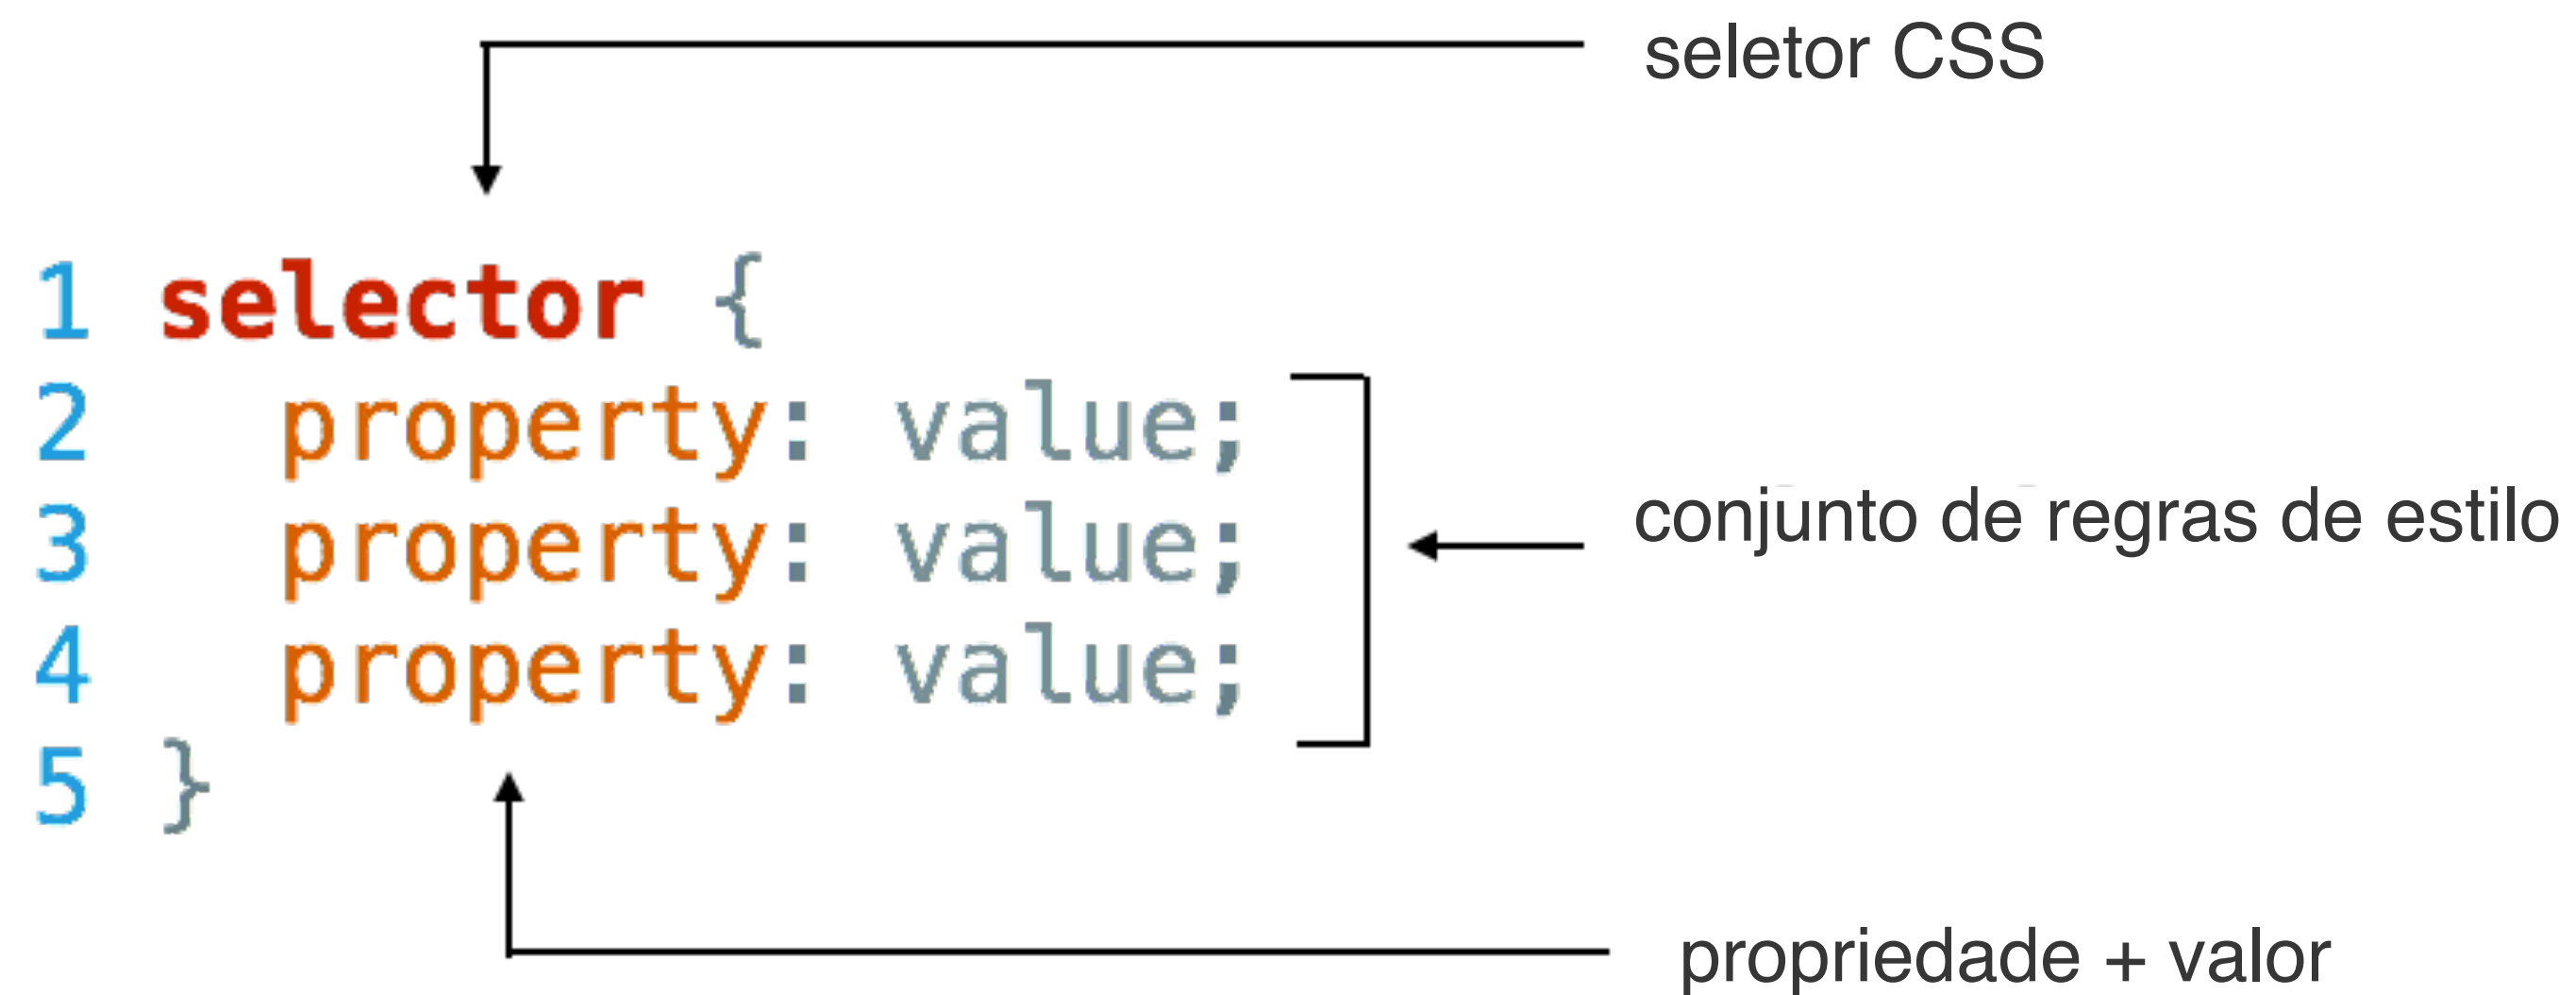 seletor CSS
1 selector {
2 property: value;
3 property: value;
conjunto de regras de estilo
4 property: value;
5 }
propriedade + valor